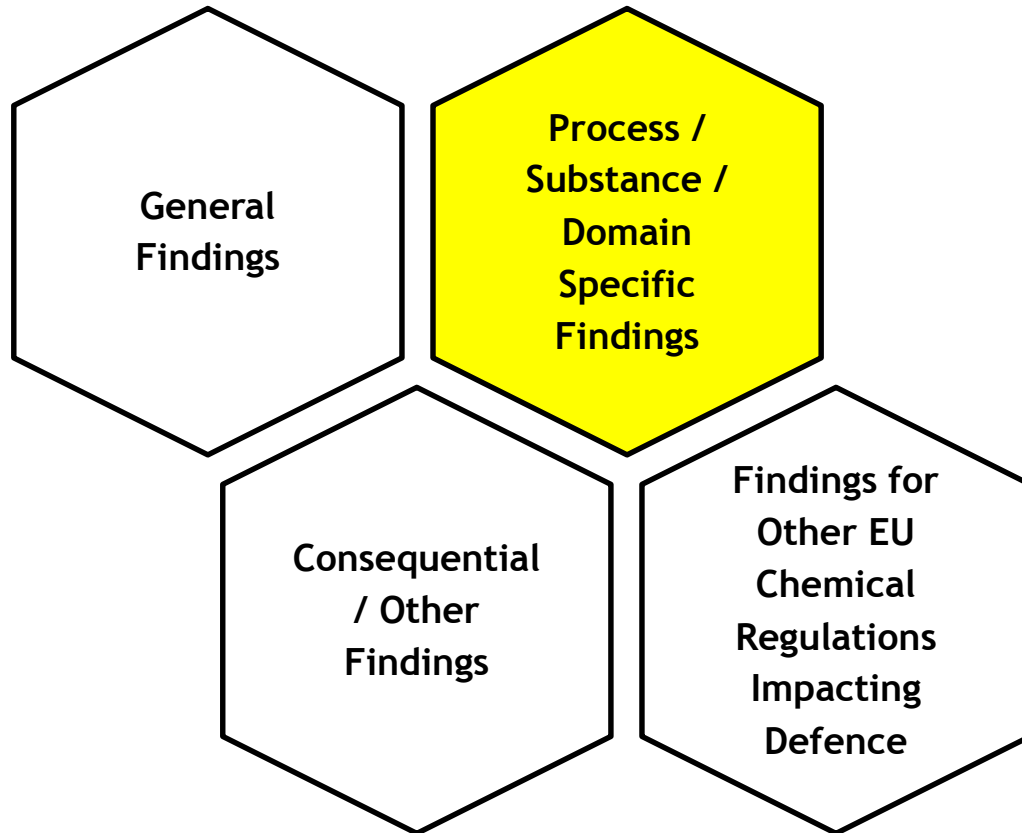 General
Findings
Process /
Substance /
Domain
Specific
Findings
Consequential
/ Other
Findings
Findings for
Other EU
Chemical
Regulations
Impacting
Defence